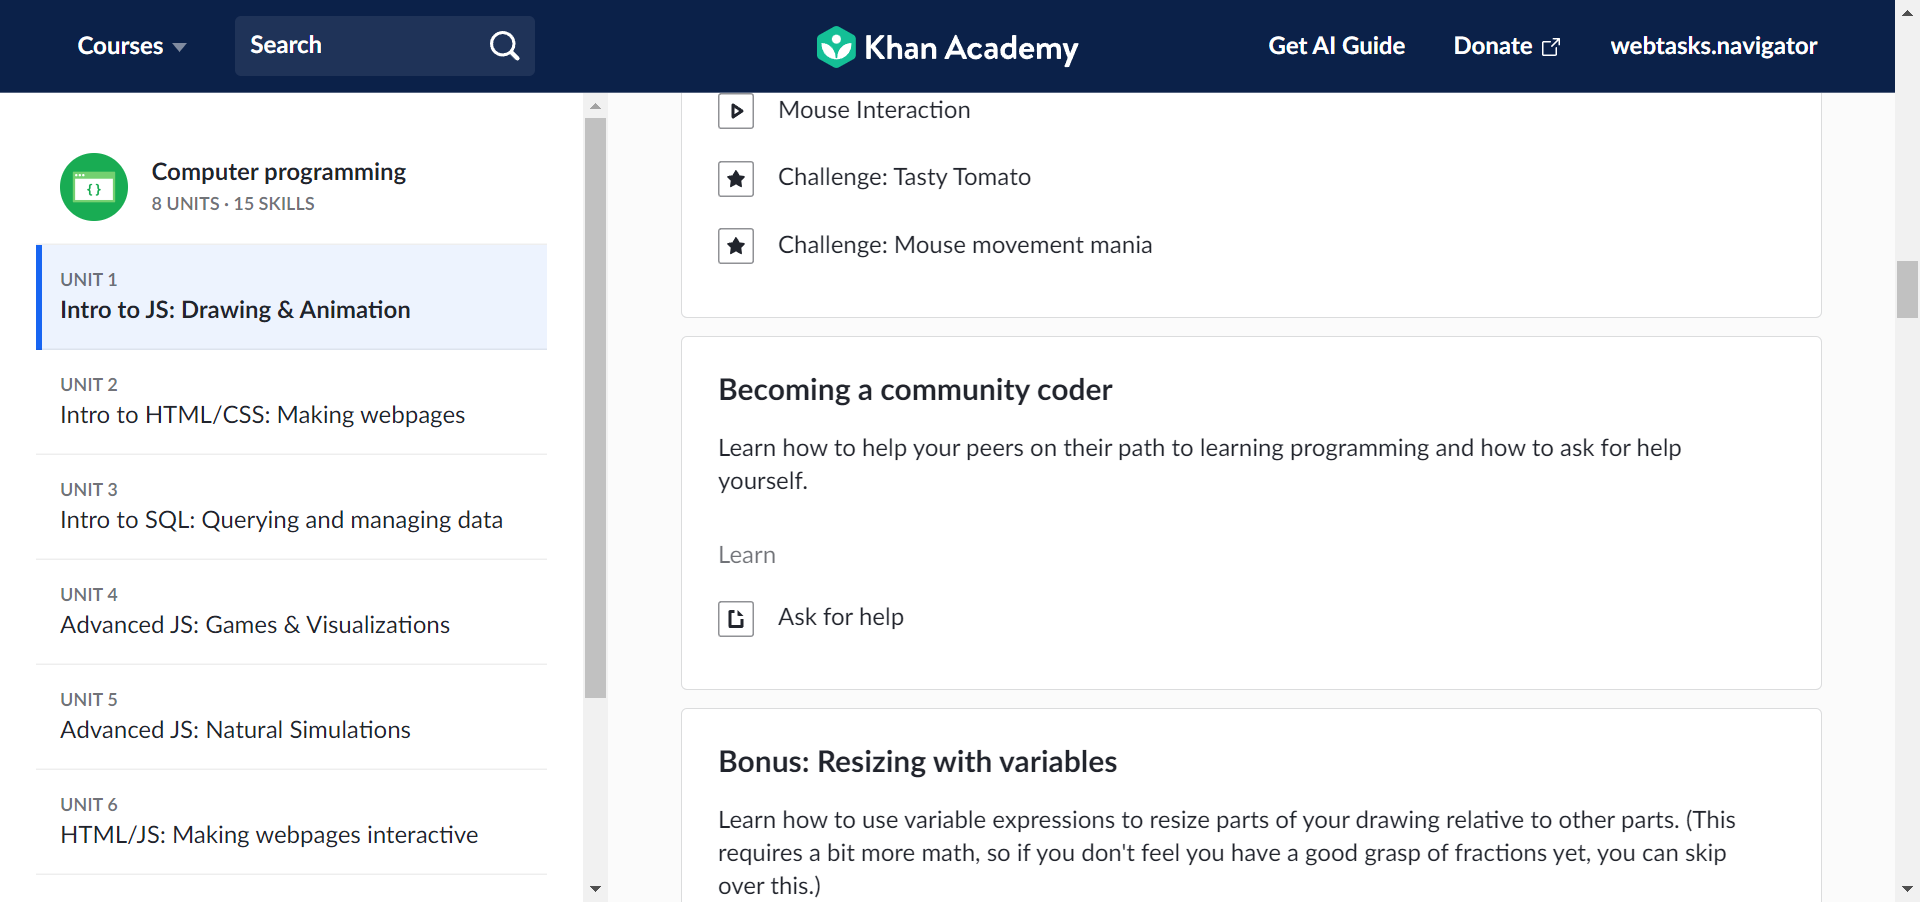 Courses
Search
Khan Academy
Get AI Guide
Donate
webtasks.navigator
Computer programming
8 UNITS · 15 SKILLS
UNIT 1
Intro to JS: Drawing & Animation
UNIT 2
Intro to HTML/CSS: Making webpages
UNIT 3
Intro to SQL: Querying and managing data
UNIT 4
Advanced JS: Games & Visualizations
UNIT 5
Advanced JS: Natural Simulations
UNIT 6
HTML/JS: Making webpages interactive
Mouse Interaction
Challenge: Tasty Tomato
Challenge: Mouse movement mania
Becoming a community coder
Learn how to help your peers on their path to learning programming and how to ask for help
yourself.
Learn
Ask for help
Bonus: Resizing with variables
Learn how to use variable expressions to resize parts of your drawing relative to other parts. (This
requires a bit more math, so if you don't feel you have a good grasp of fractions yet, you can skip
over this.)